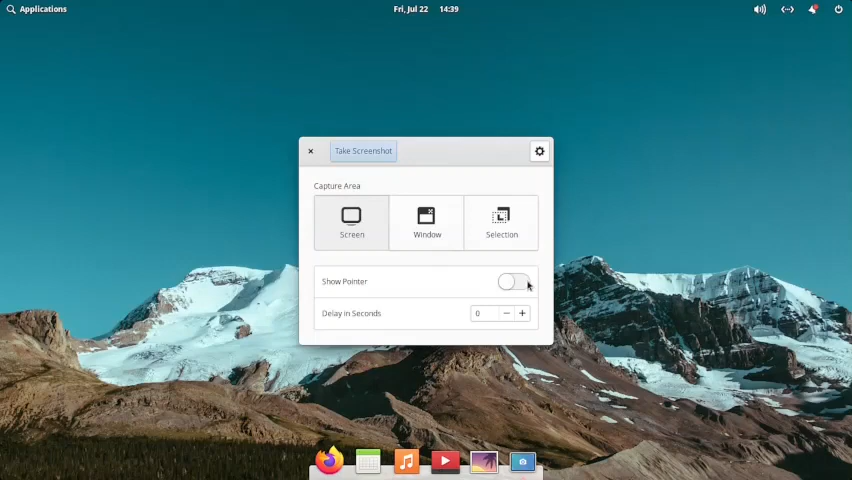 Applications
Fri, Jul 22 14:39
Take Screenshot
Capture Area
Screen Window Selection
Show Pointer
Delay in Seconds 0